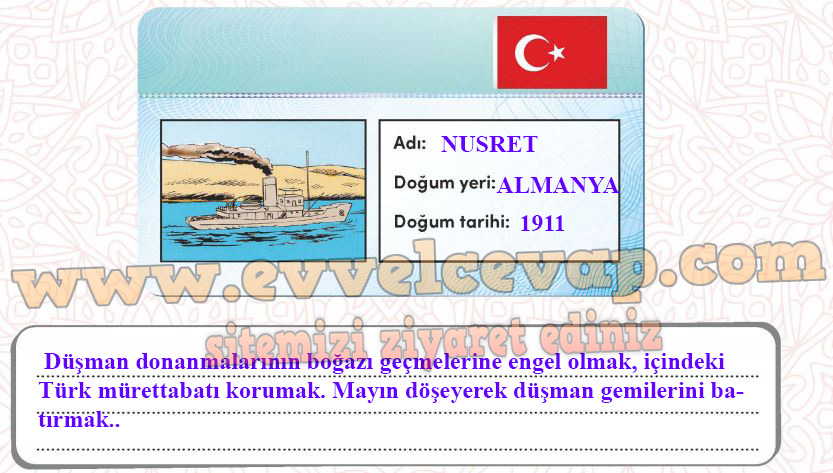 Adı: NUSRET
Doğum yeri: ALMANYA
Doğum tarihi: 1911
www.evvelcevap.com
sitemizi ziyaret ediniz
Düşman donanmalarının boğazı geçmelerine engel olmak, içindeki
Türk mürettabatı korumak. Mayın döşeyerek düşman gemilerini ba-
tırmak..